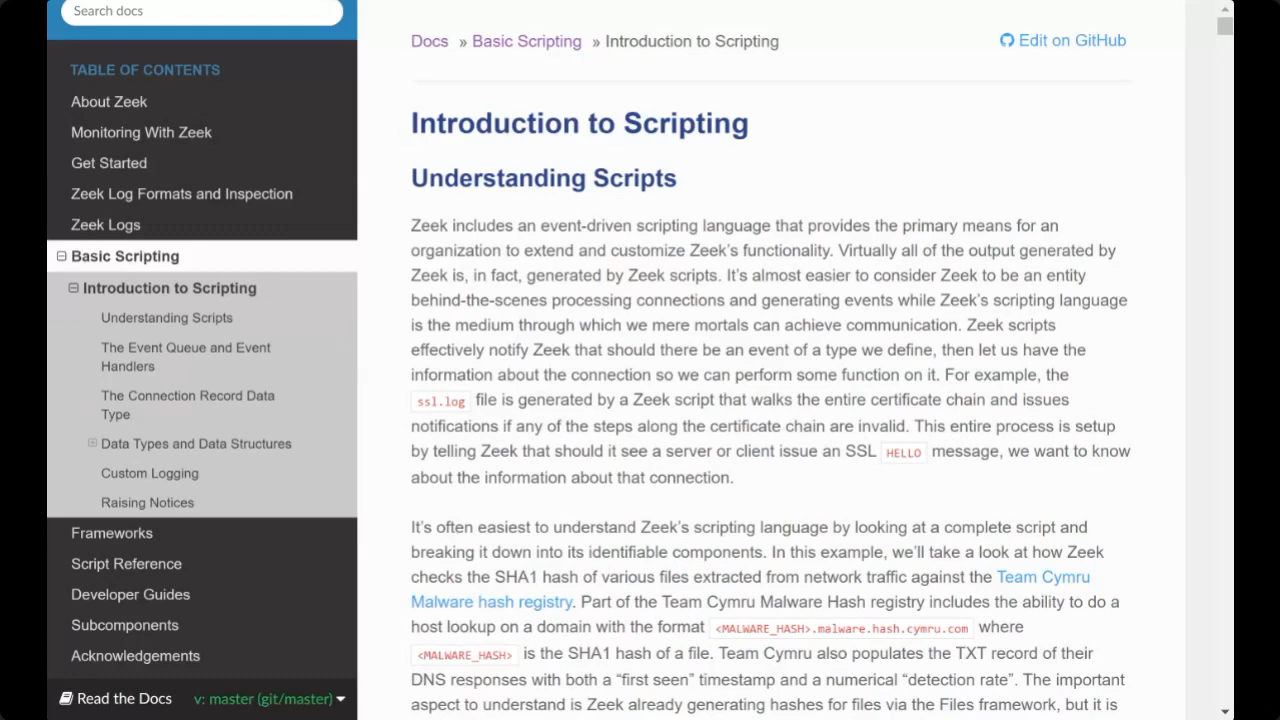 Search docs
TABLE OF CONTENTS
About Zeek
Monitoring With Zeek
Get Started
Zeek Log Formats and Inspection
Zeek Logs
Basic Scripting
Introduction to Scripting
Understanding Scripts
The Event Queue and Event
Handlers
The Connection Record Data
Type
Data Types and Data Structures
Custom Logging
Raising Notices
Frameworks
Script Reference
Developer Guides
Subcomponents
Acknowledgements
Read the Docs v: master (git/master)
Docs » Basic Scripting » Introduction to Scripting
Edit on GitHub
Introduction to Scripting
Understanding Scripts
Zeek includes an event-driven scripting language that provides the primary means for an
organization to extend and customize Zeek’s functionality. Virtually all of the output generated by
Zeek is, in fact, generated by Zeek scripts. It’s almost easier to consider Zeek to be an entity
behind-the-scenes processing connections and generating events while Zeek’s scripting language
is the medium through which we mere mortals can achieve communication. Zeek scripts
effectively notify Zeek that should there be an event of a type we define, then let us have the
information about the connection so we can perform some function on it. For example, the
ssl.log file is generated by a Zeek script that walks the entire certificate chain and issues
notifications if any of the steps along the certificate chain are invalid. This entire process is setup
by telling Zeek that should it see a server or client issue an SSL HELLO message, we want to know
about the information about that connection.
It’s often easiest to understand Zeek’s scripting language by looking at a complete script and
breaking it down into its identifiable components. In this example, we’ll take a look at how Zeek
checks the SHA1 hash of various files extracted from network traffic against the Team Cymru
Malware hash registry. Part of the Team Cymru Malware Hash registry includes the ability to do a
host lookup on a domain with the format <MALWARE_HASH>.malware.hash.cymru.com where
<MALWARE_HASH> is the SHA1 hash of a file. Team Cymru also populates the TXT record of their
DNS responses with both a “first seen” timestamp and a numerical “detection rate”. The important
aspect to understand is Zeek already generating hashes for files via the Files framework, but it is